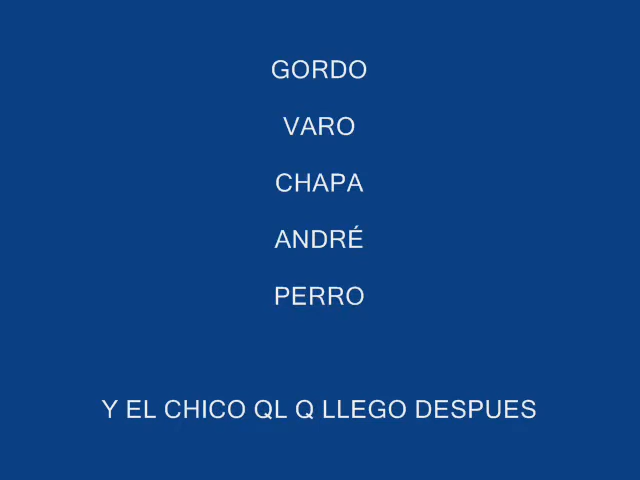 GORDO
VARO
CHAPA
ANDRÉ
PERRO
Y EL CHICO QL Q LLEGO DESPUES